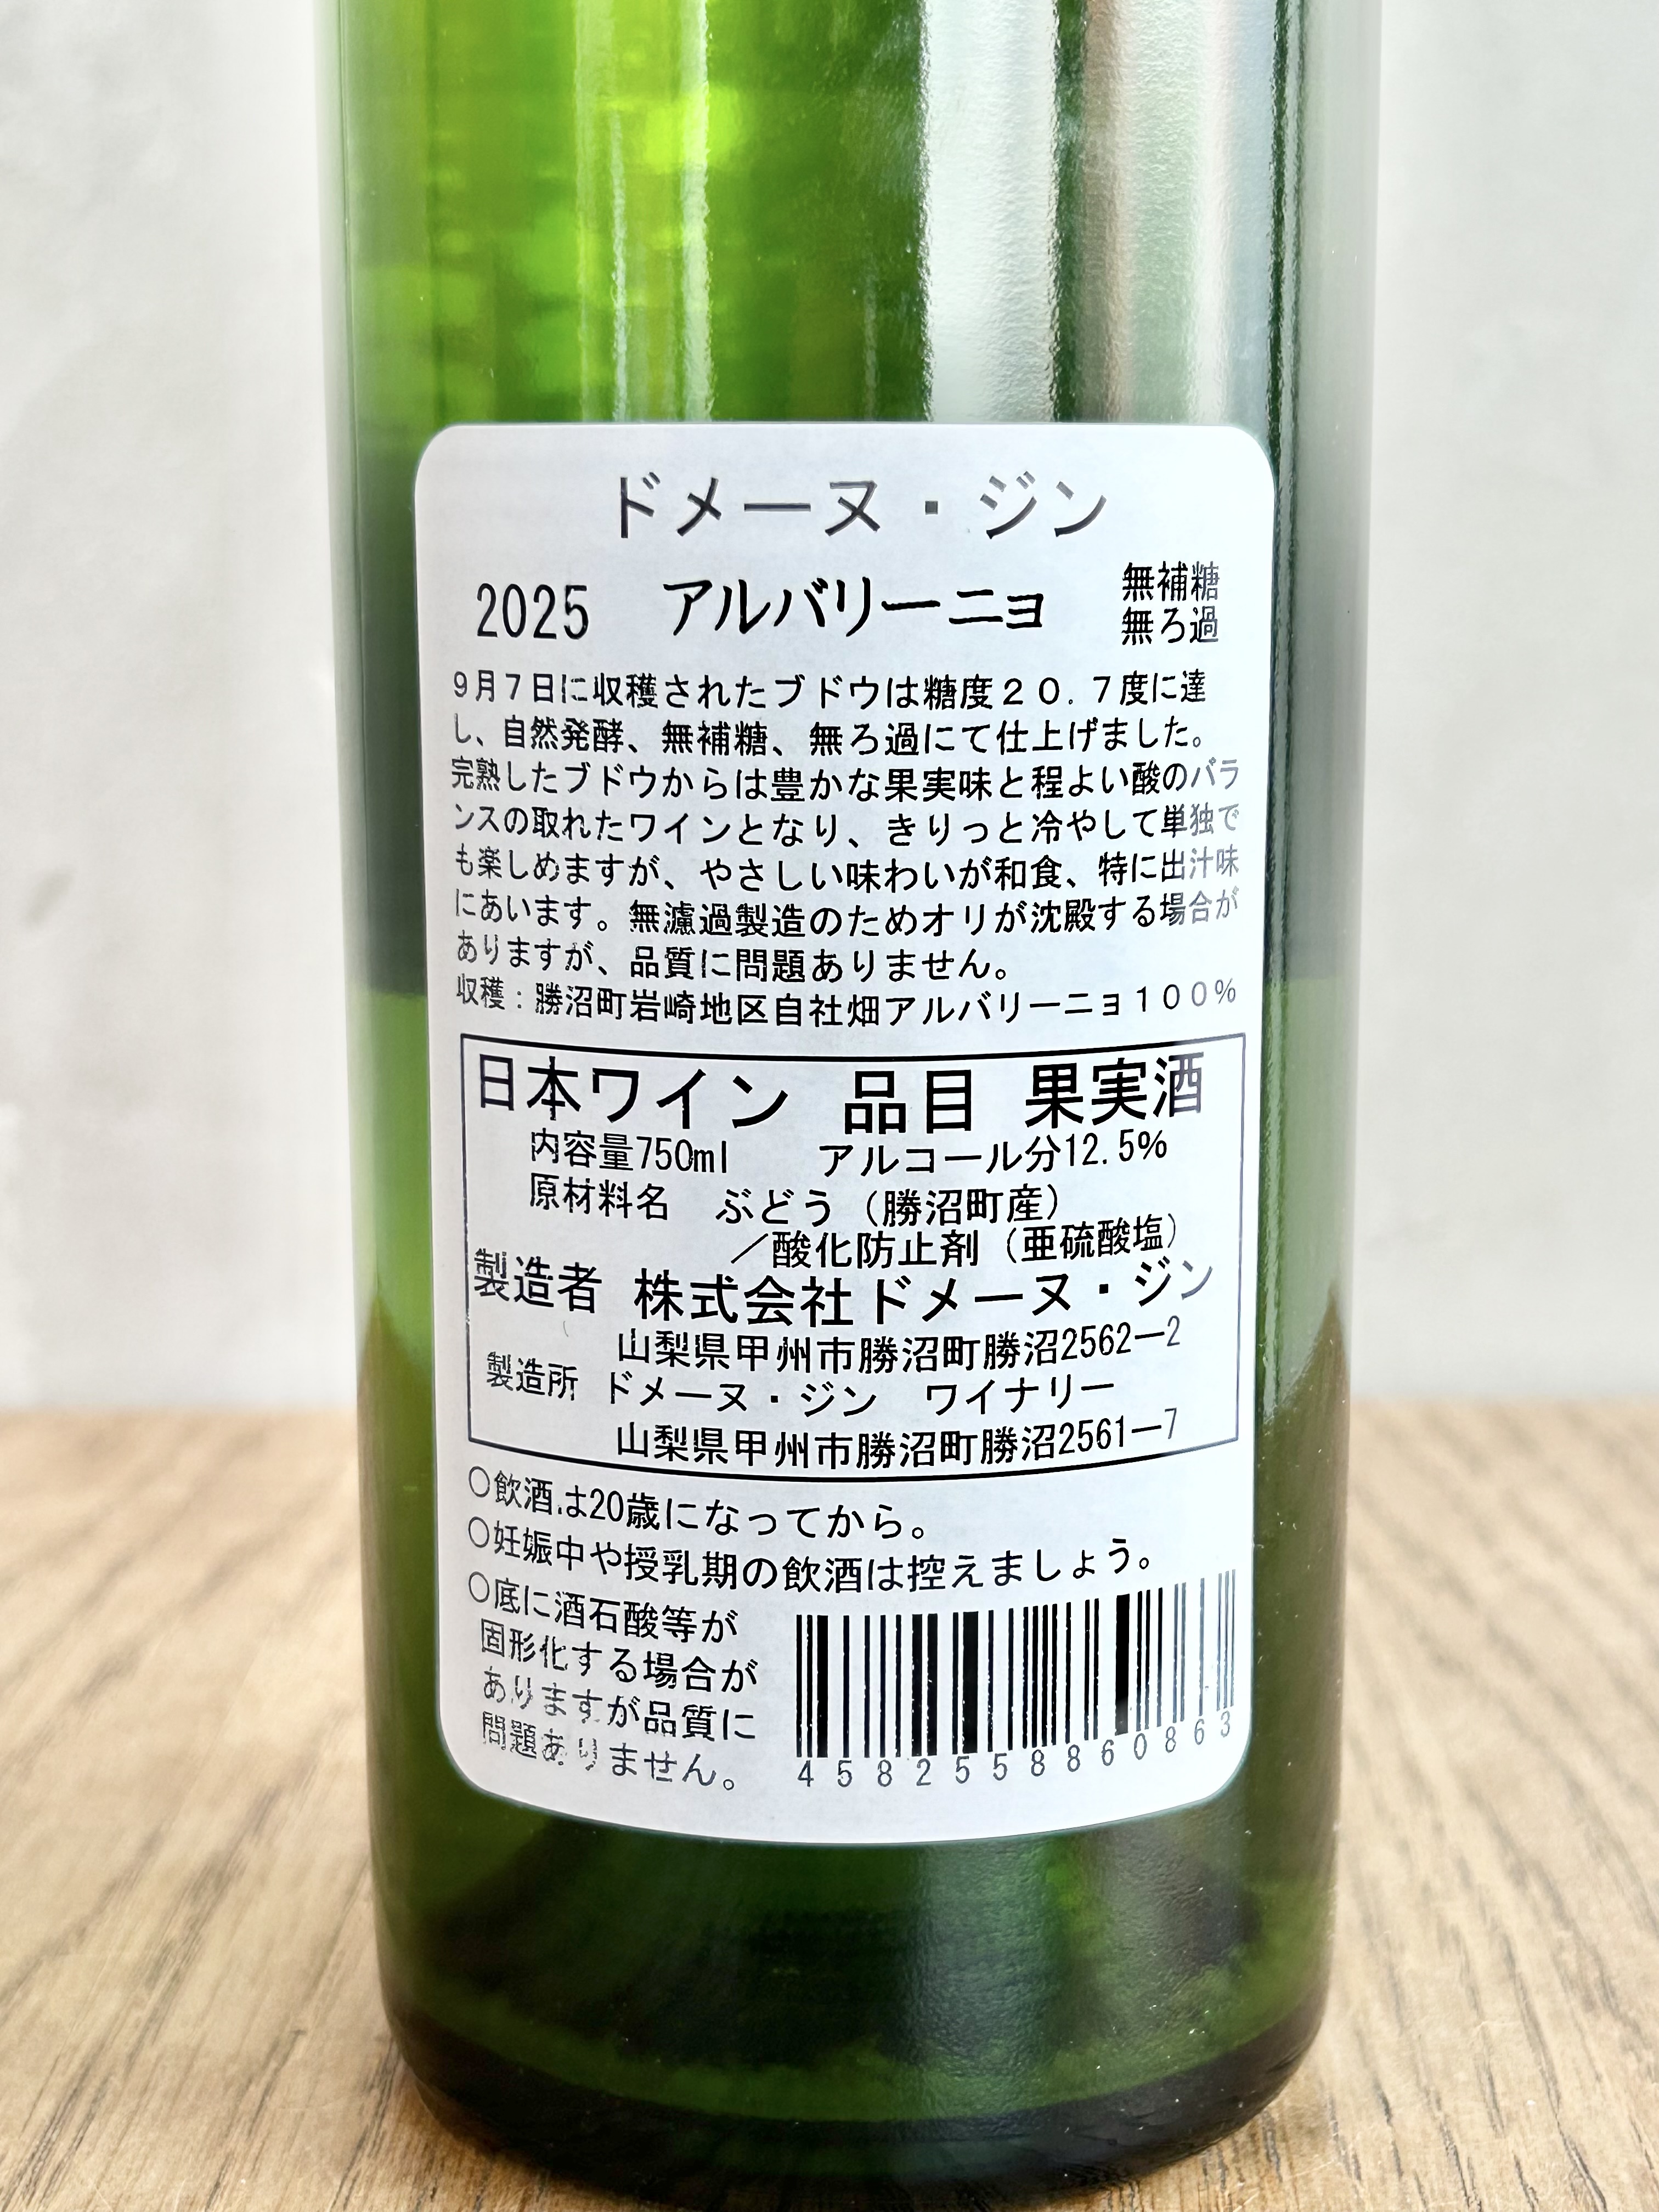 ドメーヌ・ジン
2025 アルバリーニョ 無補糖
無ろ過
9月7日に収穫されたブドウは糖度20.7度に達
し、自然発酵、無補糖、無ろ過にて仕上げました。
完熟したブドウからは豊かな果実味と程よい酸のバラ
ンスの取れたワインとなり、きりっと冷やして単独で
も楽しめますが、やさしい味わいが和食、特に出汁味
にあいます。無濾過製造のためオリが沈殿する場合が
ありますが、品質に問題ありません。
収穫：勝沼町岩崎地区自社畑アルバリーニョ100%
日本ワイン 品目 果実酒
内容量750ml アルコール分12.5%
原材料名 ぶどう（勝沼町産）
／酸化防止剤（亜硫酸塩）
製造者 株式会社ドメーヌ・ジン
山梨県甲州市勝沼町勝沼2562ー2
製造所 ドメーヌ・ジン ワイナリー
山梨県甲州市勝沼町勝沼2561ー7
○飲酒は20歳になってから。
○妊娠中や授乳期の飲酒は控えましょう。
○底に酒石酸等が
固形化する場合が
ありますが品質に
問題ありません。
4582558860863